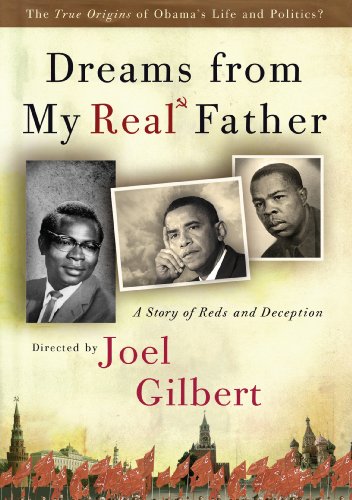 The True Origins of Obama's Life and Politics?
Dreams from
My Real Father
A Story of Reds and Deception
Directed by Joel
Gilbert